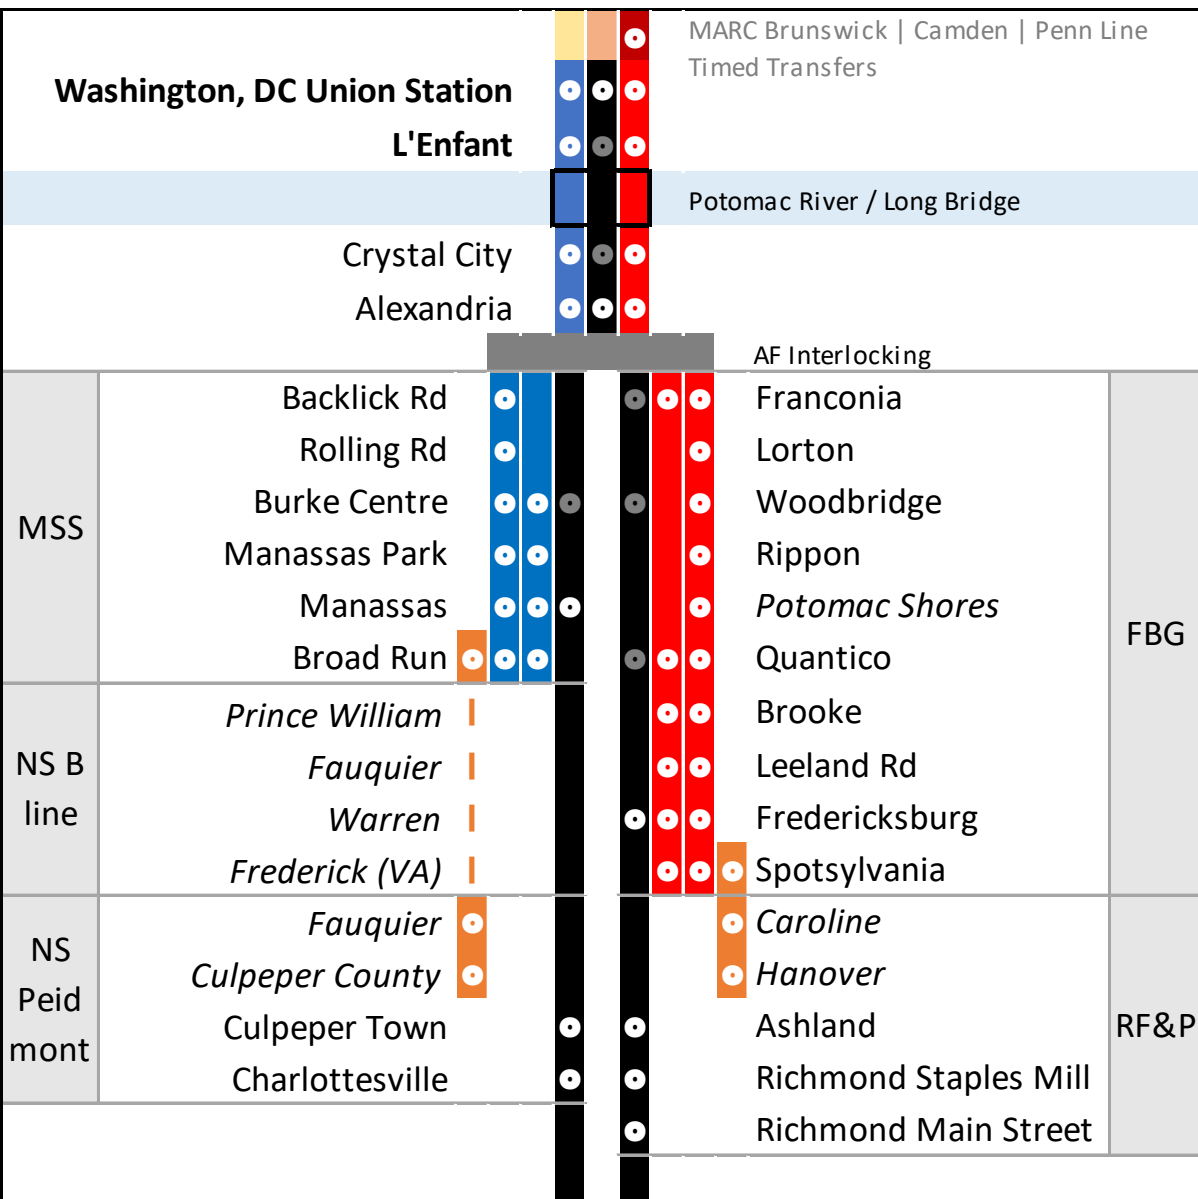 MARC Brunswick | Camden | Penn Line
Timed Transfers
Washington, DC Union Station
L'Enfant
Potomac River / Long Bridge
Crystal City
Alexandria
AF Interlocking
MSS
Backlick Rd
Rolling Rd
Burke Centre
Manassas Park
Manassas
Broad Run
NS B
line
Prince William
Fauquier
Warren
Frederick (VA)
NS
Peid
mont
Fauquier
Culpeper County
Culpeper Town
Charlottesville
Franconia
Lorton
Woodbridge
Rippon
Potomac Shores
Quantico
Brooke
Leeland Rd
Fredericksburg
Spotsylvania
FBG
Caroline
Hanover
Ashland
Richmond Staples Mill
Richmond Main Street
RF&P